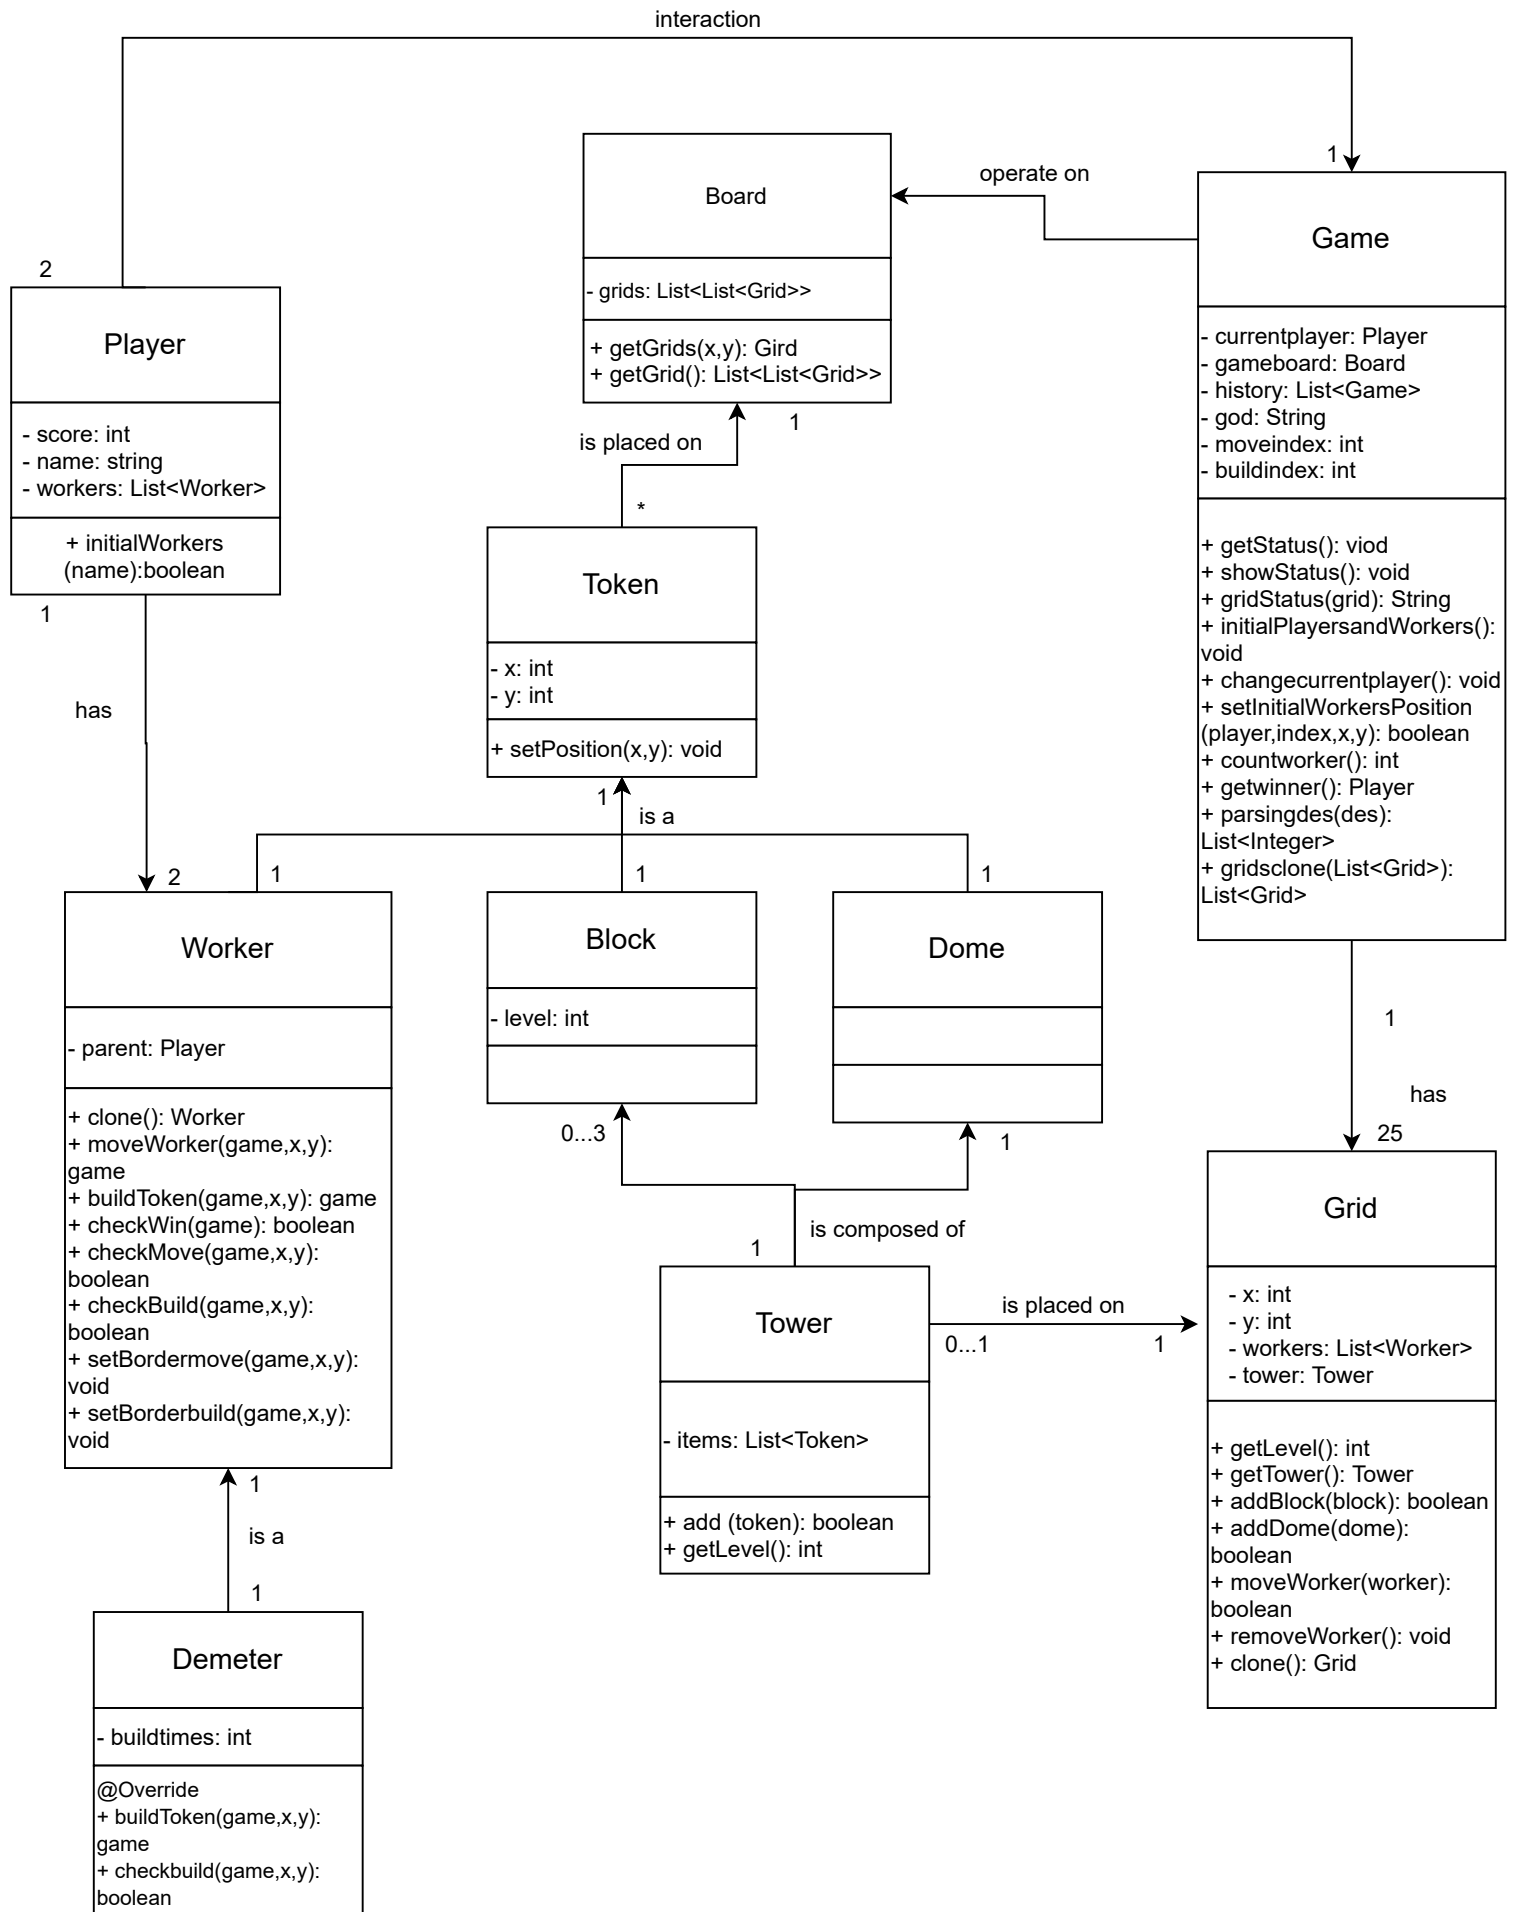 interaction
1
operate on
Board
- grids: List<List<Grid>>
+ getGrids(x,y): Gird
+ getGrid(): List<List<Grid>>
1
Game
- currentplayer: Player
- gameboard: Board
- history: List<Game>
- god: String
- moveindex: int
- buildindex: int
+ getStatus(): viod
+ showStatus(): void
+ gridStatus(grid): String
+ initialPlayersandWorkers():
void
+ changecurrentplayer(): void
+ setInitialWorkersPosition
(player,index,x,y): boolean
+ countworker(): int
+ getwinner(): Player
+ parsingdes(des):
List<Integer>
+ gridsclone(List<Grid>):
List<Grid>
2
Player
- score: int
- name: string
- workers: List<Worker>
+ initialWorkers
(name):boolean
1
has
2
is placed on
*
Token
- x: int
- y: int
+ setPosition(x,y): void
1
is a
1
1
1
Worker
- parent: Player
+ clone(): Worker
+ moveWorker(game,x,y):
game
+ buildToken(game,x,y): game
+ checkWin(game): boolean
+ checkMove(game,x,y):
boolean
+ checkBuild(game,x,y):
boolean
+ setBordermove(game,x,y):
void
+ setBorderbuild(game,x,y):
void
Block
- level: int
0...3
Dome
1
1
has
25
is composed of
1
Tower
- items: List<Token>
+ add (token): boolean
+ getLevel(): int
is placed on
0...1
1
Grid
- x: int
- y: int
- workers: List<Worker>
- tower: Tower
+ getLevel(): int
+ getTower(): Tower
+ addBlock(block): boolean
+ addDome(dome):
boolean
+ moveWorker(worker):
boolean
+ removeWorker(): void
+ clone(): Grid
1
is a
1
Demeter
- buildtimes: int
@Override
+ buildToken(game,x,y):
game
+ checkbuild(game,x,y):
boolean